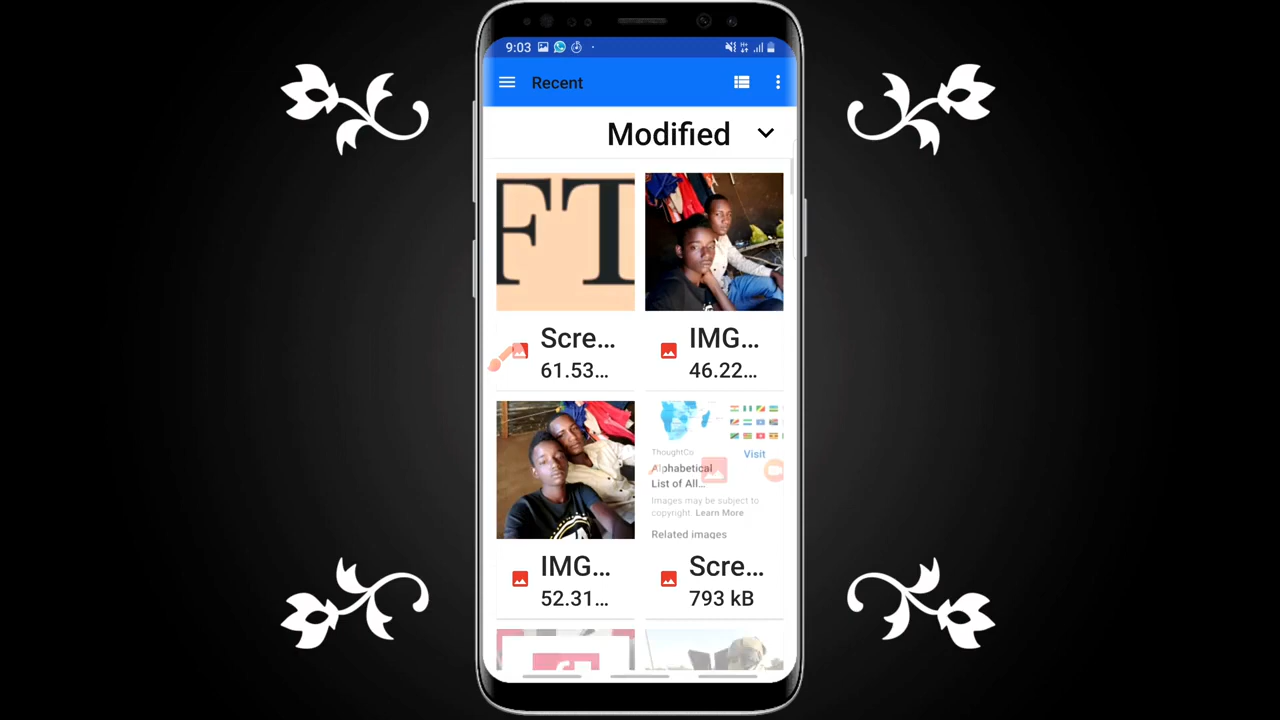 9:03
Recent
Modified
FT
Scre...
61.53...
IMG...
46.22...
ThoughtCo
Visit
Alphabetical
List of All...
Images may be subject to
copyright. Learn More
Related images
IMG...
52.31...
Scre...
793 kB